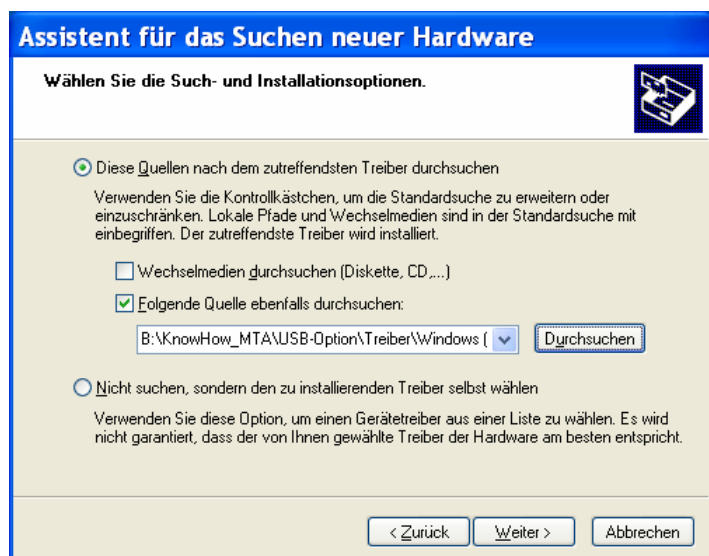 Assistent für das Suchen neuer Hardware
Wählen Sie die Such- und Installationsoptionen.
Diese Quellen nach dem zutreffendsten Treiber durchsuchen
Verwenden Sie die Kontrollkästchen, um die Standardsuche zu erweitern oder
einzuschränken. Lokale Pfade und Wechselmedien sind in der Standardsuche mit
einbegriffen. Der zutreffendste Treiber wird installiert.
Wechselmedien durchsuchen (Diskette, CD,...)
Folgende Quelle ebenfalls durchsuchen:
B:\KnowHow_MTA\USB-Option\Treiber\Windows ( Durchsuchen
Nicht suchen, sondern den zu installierenden Treiber selbst wählen
Verwenden Sie diese Option, um einen Gerätetreiber aus einer Liste zu wählen. Es wird
nicht garantiert, dass der von Ihnen gewählte Treiber der Hardware am besten entspricht.
< Zurück Weiter > Abbrechen